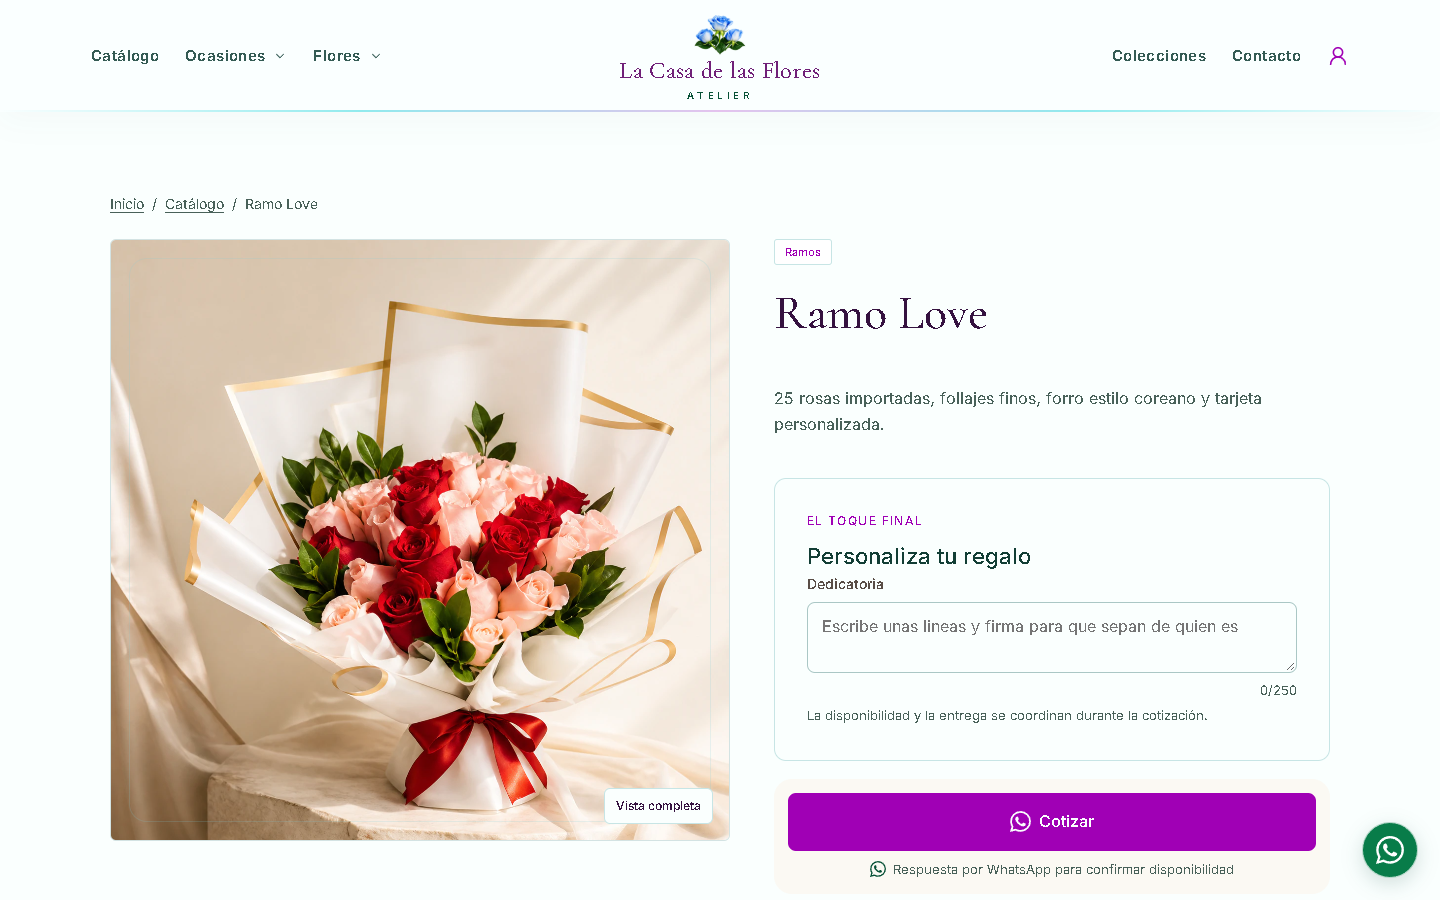 Catálogo
Ocasiones
Flores
La Casa de las Flores
ATELIER
Colecciones
Contacto
Inicio / Catálogo / Ramo Love
Vista completa
Ramos
Ramo Love
25 rosas importadas, follajes finos, forro estilo coreano y tarjeta
personalizada.
EL TOQUE FINAL
Personaliza tu regalo
Dedicatoria
Escribe unas lineas y firma para que sepan de quien es
0/250
La disponibilidad y la entrega se coordinan durante la cotización.
Cotizar
Respuesta por WhatsApp para confirmar disponibilidad